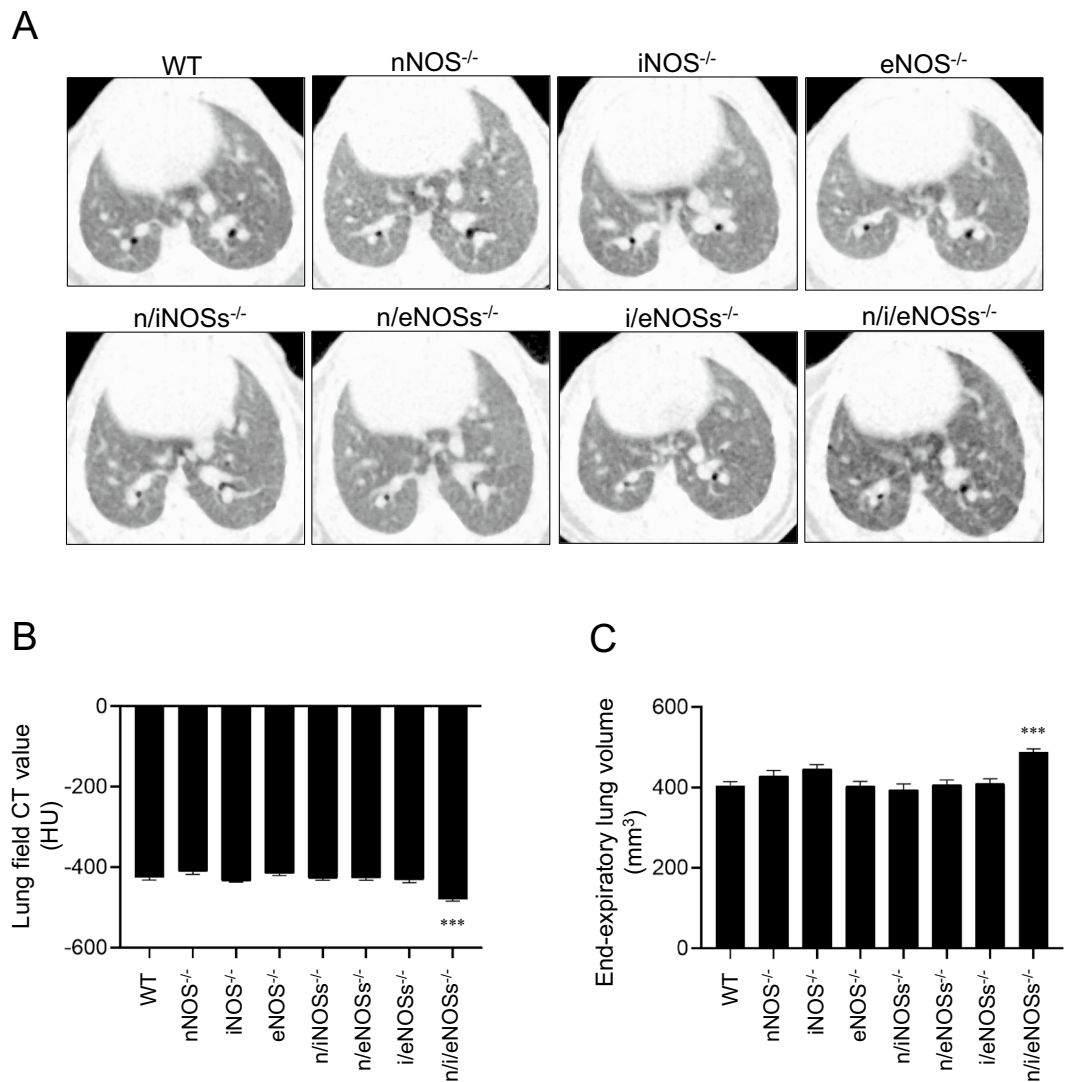 A
WT nNOS-/- iNOS-/- eNOS-/-
n/iNOSs-/- n/eNOSs-/- i/eNOSs-/- n/i/eNOSs-/-
B
Lung field CT value
(HU)
0
-200
-400
-600
***
WT
nNOS-/-
iNOS-/-
eNOS-/-
n/iNOSs-/-
n/eNOSs-/-
i/eNOSs-/-
n/i/eNOSs-/-
C
End-expiratory lung volume
(mm3)
600
400
200
0
***
WT
nNOS-/-
iNOS-/-
eNOS-/-
n/iNOSs-/-
n/eNOSs-/-
i/eNOSs-/-
n/i/eNOSs-/-